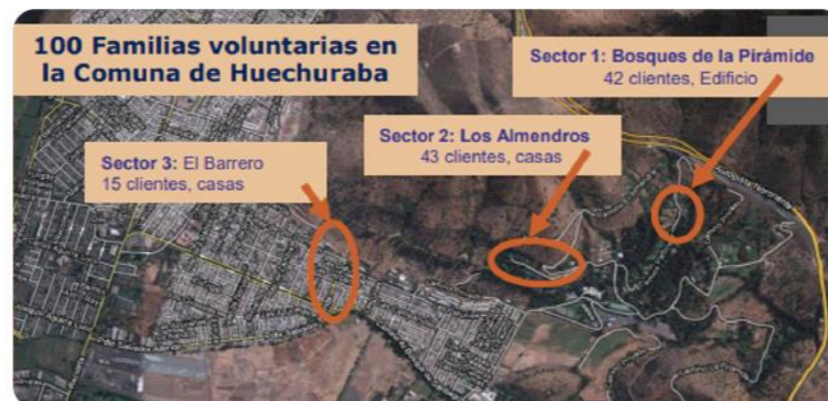 100 Familias voluntarias en
la Comuna de Huechuraba
Sector 1: Bosques de la Pirámide
42 clientes, Edificio
Sector 2: Los Almendros
43 clientes, casas
Sector 3: El Barrero
15 clientes, casas